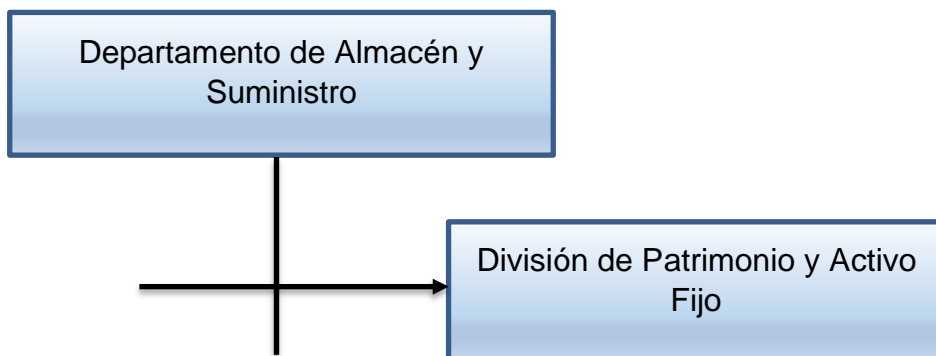 Departamento de Almacén y
Suministro
División de Patrimonio y Activo
Fijo